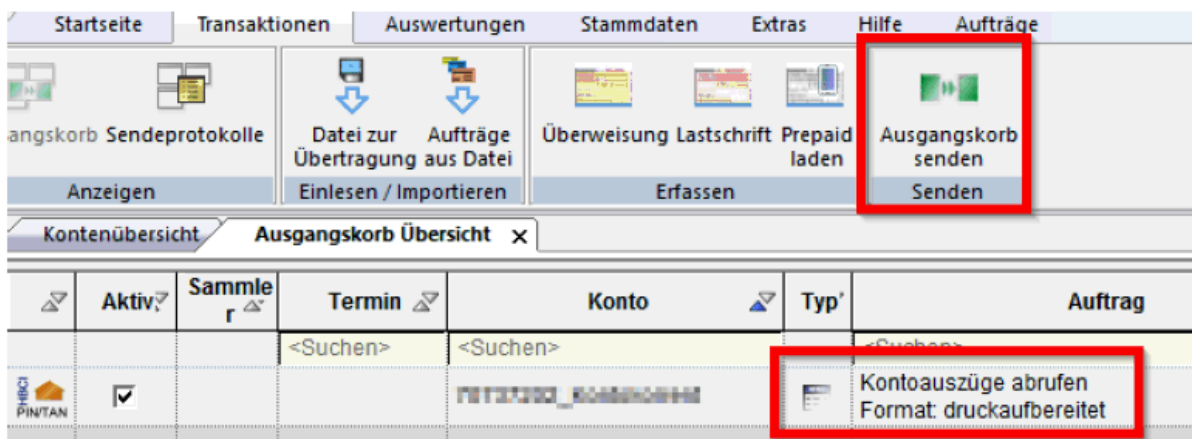 Startseite Transaktionen Auswertungen Stammdaten Extras Hilfe Aufträge
angskorb Sendeprotokolle Datei zur Aufträge Überweisung Lastschrift Prepaid Ausgangskorb
Übertragung aus Datei laden senden
Anzeigen Einlesen / Importieren Erfassen Senden
Kontenübersicht Ausgangskorb Übersicht x
Aktiv Sammle Termin Konto Typ Auftrag
r
<Suchen> <Suchen> <Suchen>
HBCI Kontoauszüge abrufen
PIN/TAN Format: druckaufbereitet